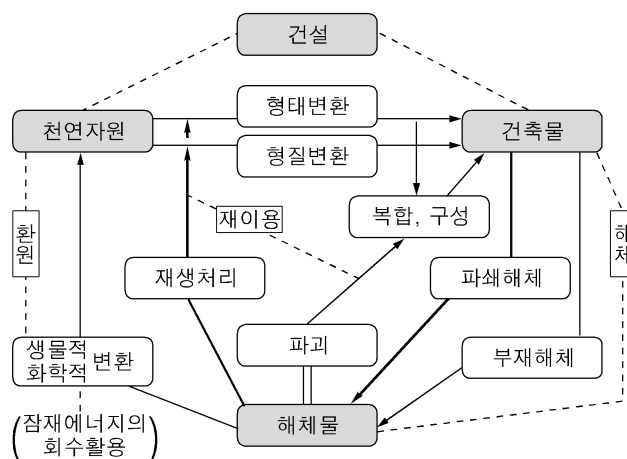 건설
천연자원
형태변환
형질변환
건축물
재이용
복합, 구성
환원
해체
재생처리
파쇄해체
생물적
화학적
변환
파괴
부재해체
(잠재에너지의
회수활용)
해체물